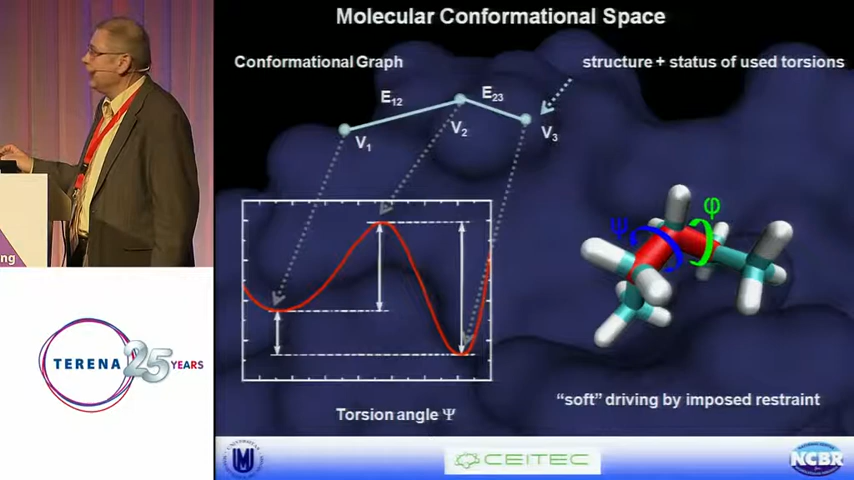 Molecular Conformational Space
Conformational Graph
structure + status of used torsions
E12
E23
V1
V2
V3
ψ
φ
Torsion angle Ψ
“soft” driving by imposed restraint
ng
TERENA 25 YEARS
CEITEC
NCBR